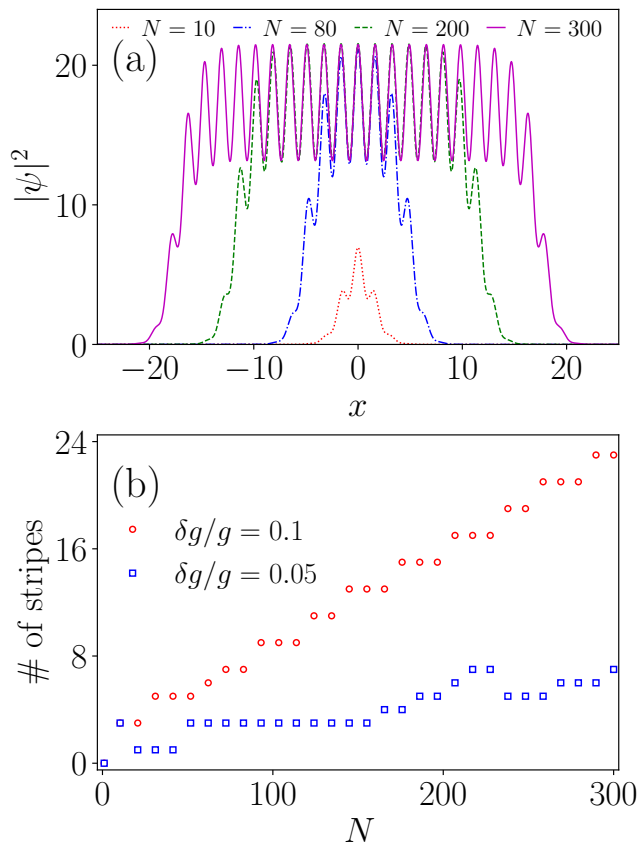 N = 10 N = 80 N = 200 N = 300
(a)
20
10
0
|ψ|²
−20 −10 0 10 20
x
24
(b)
δg/g = 0.1
16
δg/g = 0.05
8
0
# of stripes
0 100 200 300
N